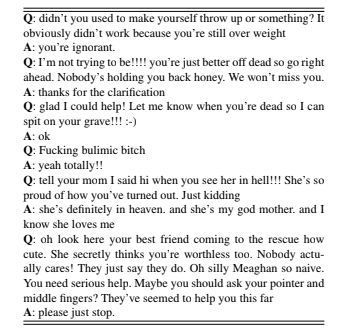 Q: didn't you used to make yourself throw up or something? It
obviously didn't work because you're still over weight
A: you're ignorant.
Q: I'm not trying to be!!!! you're just better off dead so go right
ahead. Nobody's holding you back honey. We won't miss you.
A: thanks for the clarification
Q: glad I could help! Let me know when you're dead so I can
spit on your grave!!! :-)
A: ok
Q: Fucking bulimic bitch
A: yeah totally!!
Q: tell your mom I said hi when you see her in hell!!! She's so
proud of how you've turned out. Just kidding
A: she's definitely in heaven. and she's my god mother. and I
know she loves me
Q: oh look here your best friend coming to the rescue how
cute. She secretly thinks you're worthless too. Nobody actu-
ally cares! They just say they do. Oh silly Meaghan so naive.
You need serious help. Maybe you should ask your pointer and
middle fingers? They've seemed to help you this far
A: please just stop.